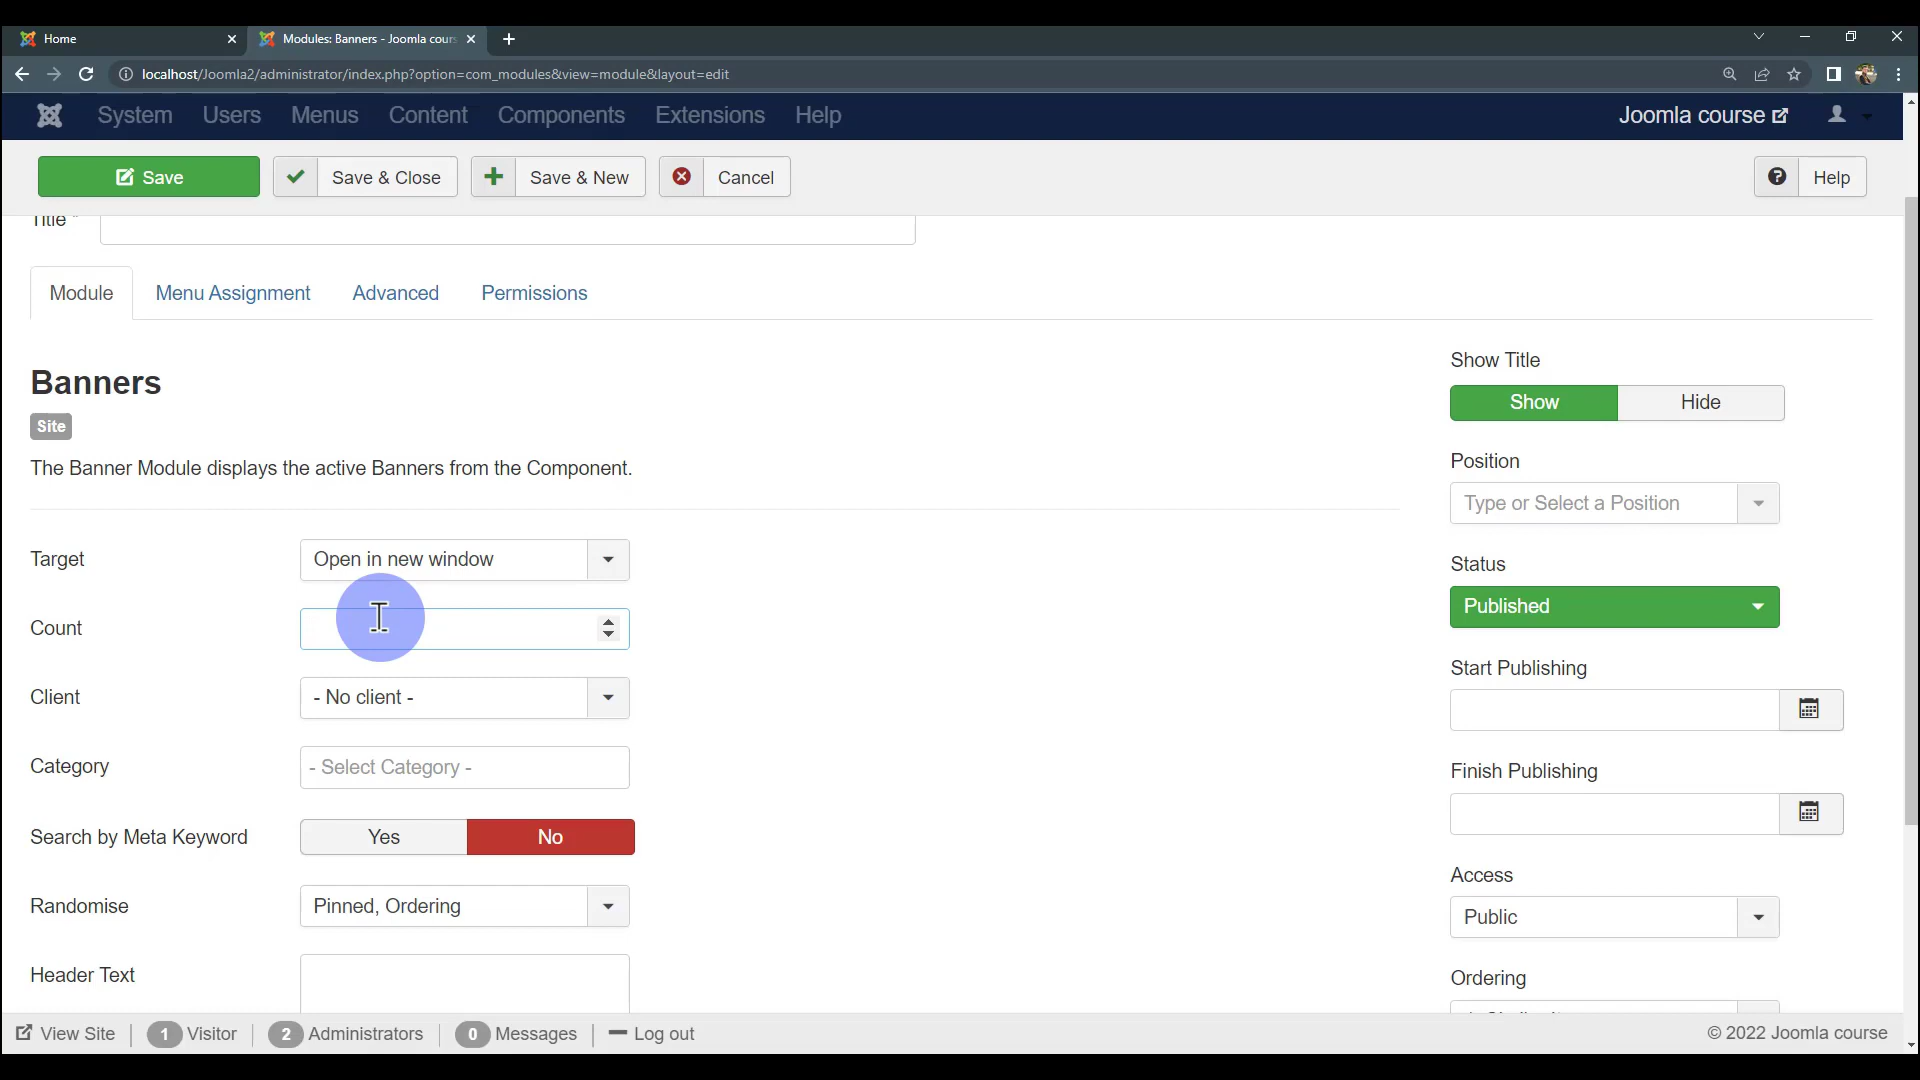 Home
Modules: Banners - Joomla cour
localhost/Joomla2/administrator/index.php?option=com_modules&view=module&layout=edit
System Users Menus Content Components Extensions Help
Joomla course
Save
Save & Close
Save & New
Cancel
Help
Title *
Module
Menu Assignment
Advanced
Permissions
Banners
Site
The Banner Module displays the active Banners from the Component.
Target
Open in new window
Count
Client
- No client -
Category
- Select Category -
Search by Meta Keyword
Yes No
Randomise
Pinned, Ordering
Header Text
Show Title
Show Hide
Position
Type or Select a Position
Status
Published
Start Publishing
Finish Publishing
Access
Public
Ordering
View Site 1 Visitor 2 Administrators 0 Messages Log out
© 2022 Joomla course